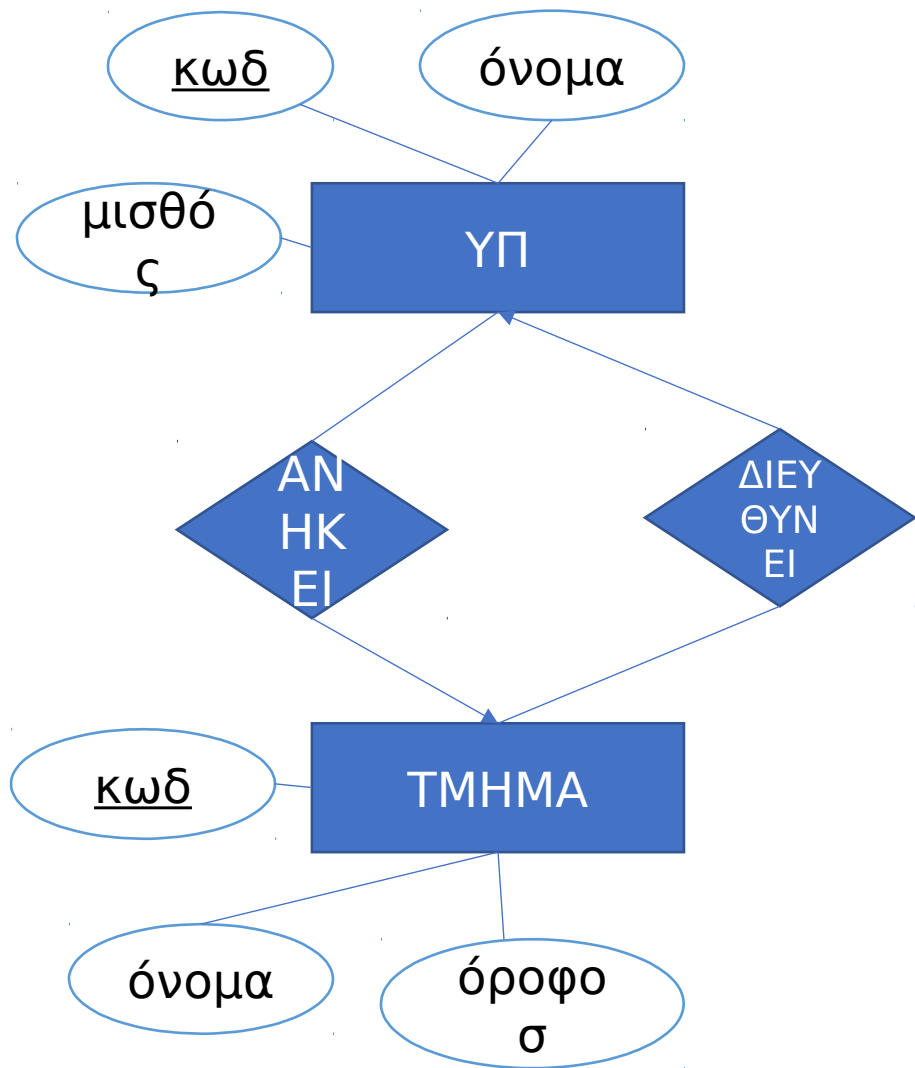 κωδ
όνομα
μισθό
ς
ΥΠ
ΑΝ
ΗΚ
ΕΙ
ΔΙΕΥ
ΘΥΝ
ΕΙ
κωδ
ΤΜΗΜΑ
όνομα
όροφο
σ